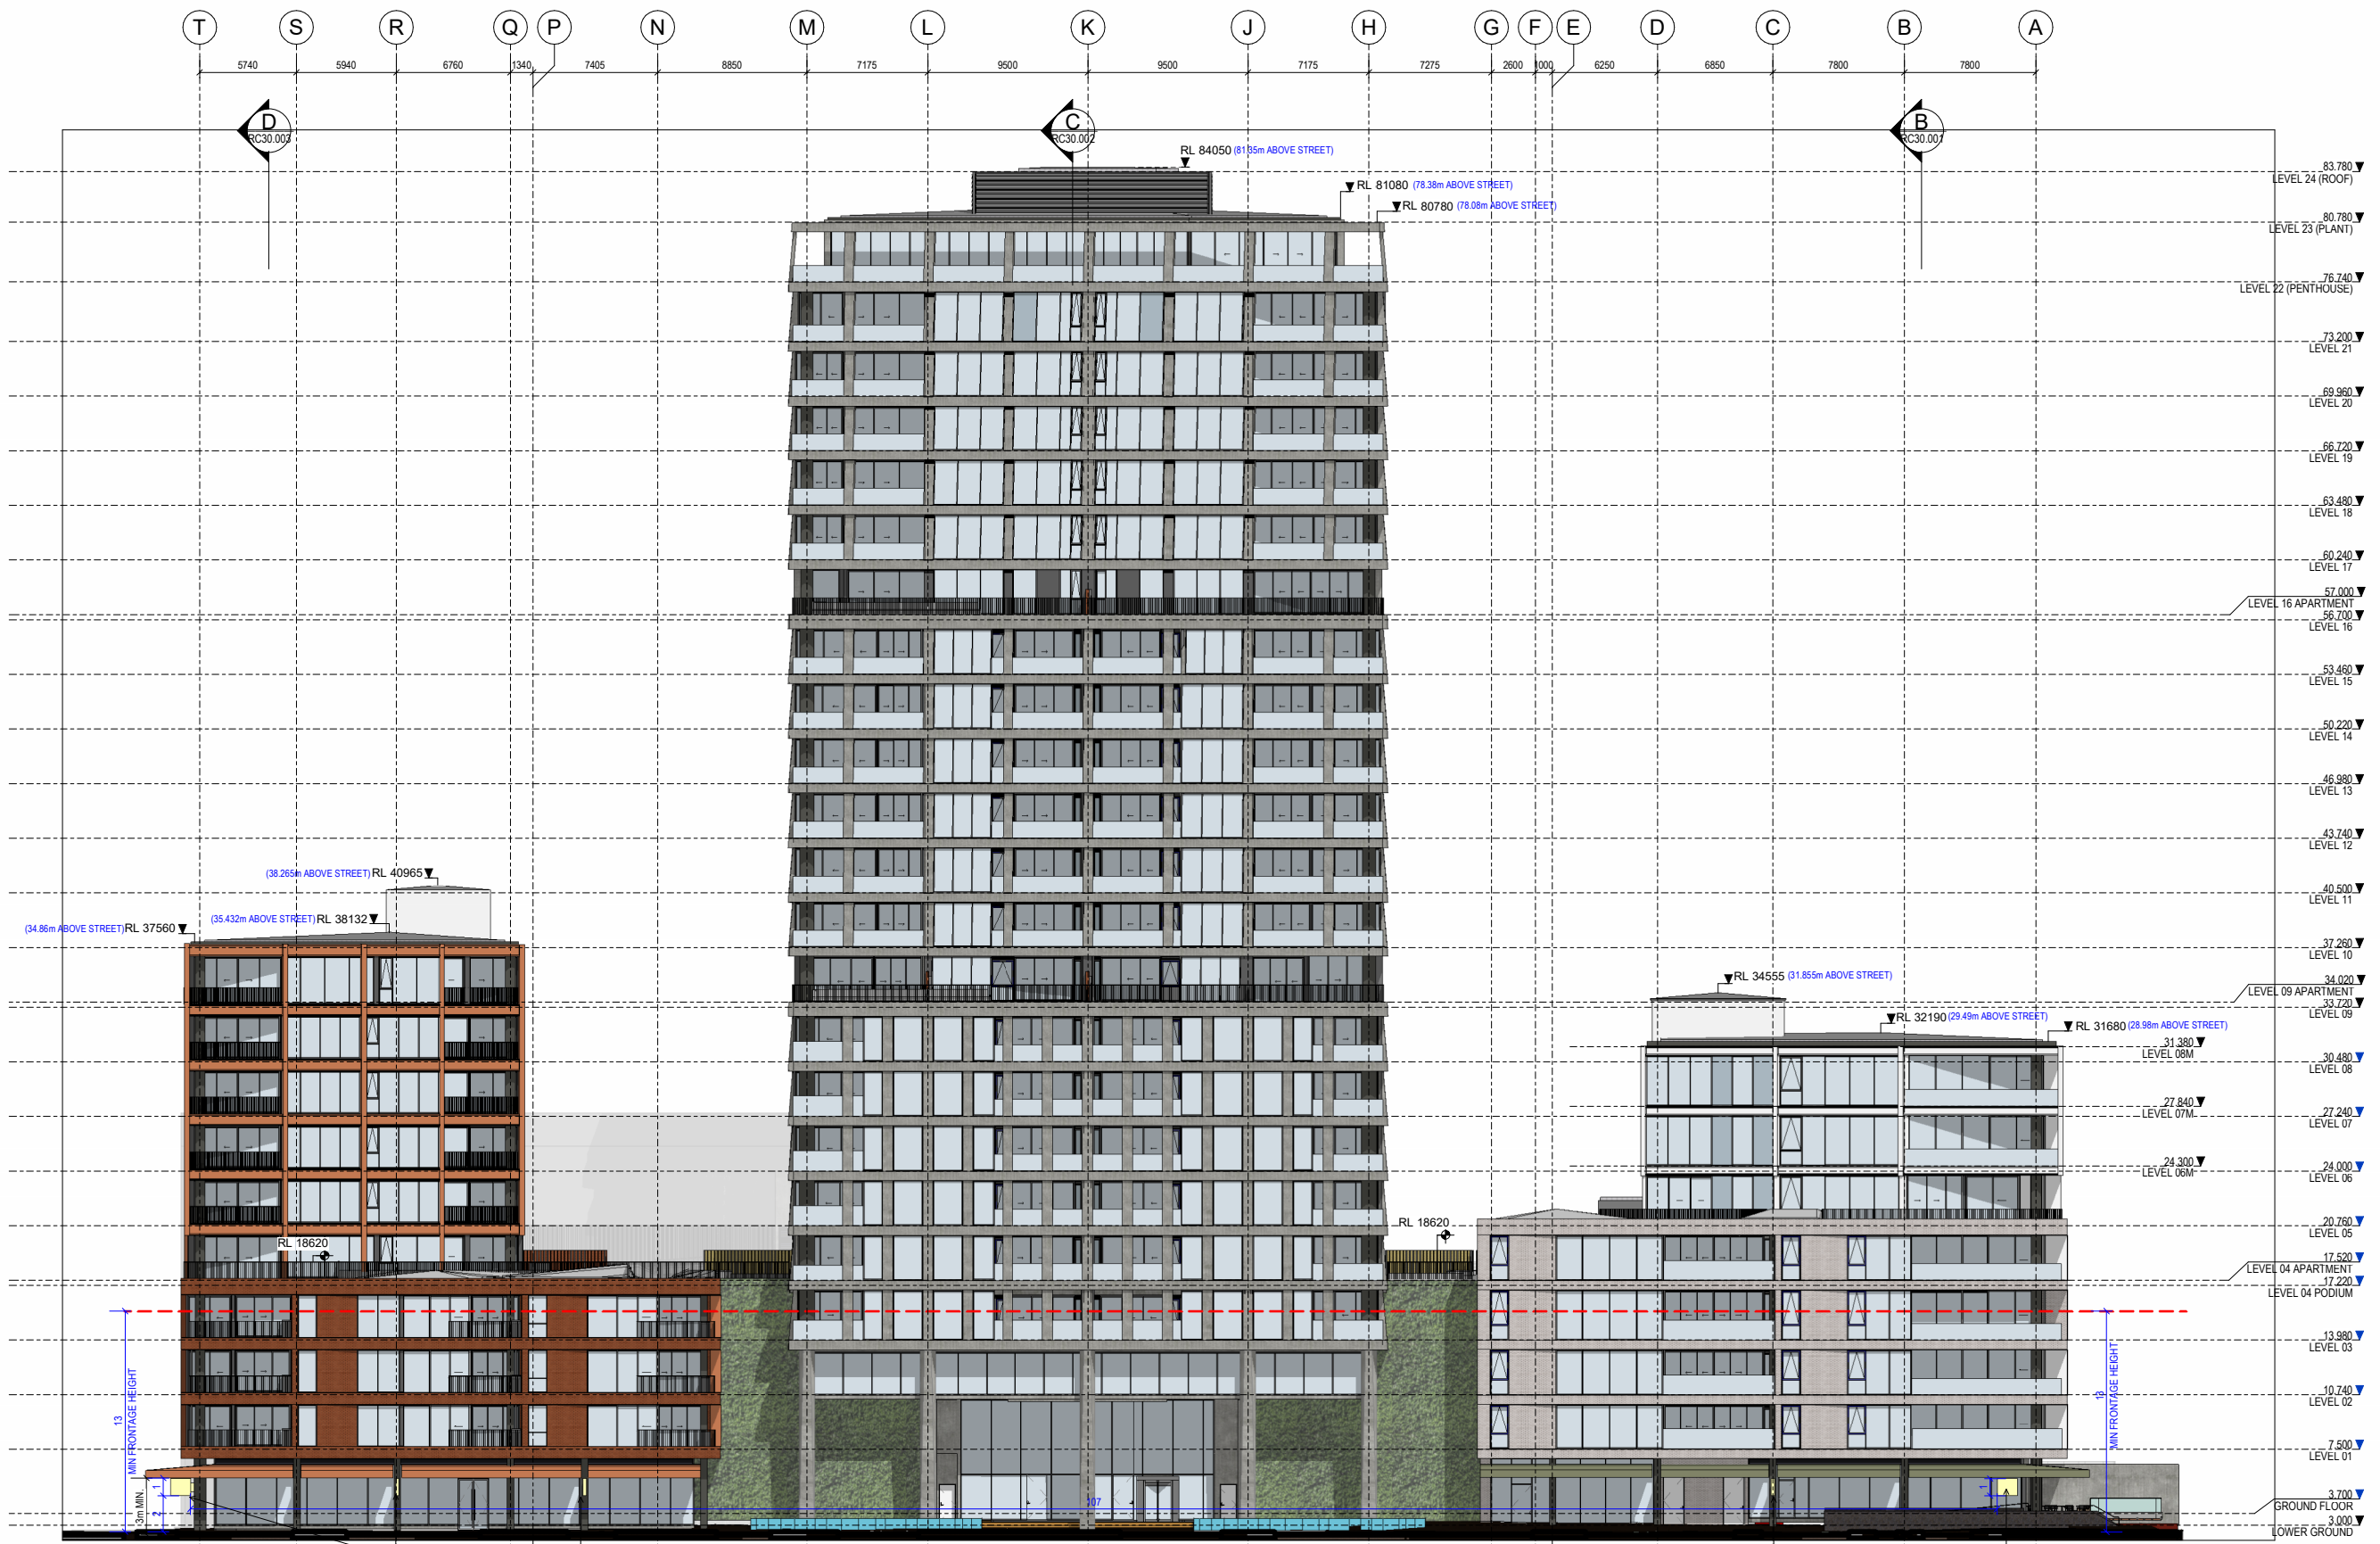 T S R Q P N M L K J H G F E D C B A
5740 5940 6760 1340 7405 8850 7175 9500 9500 7175 7275 2600 1000 6250 6850 7800 7800
D
RC30.003
C
RC30.002
B
RC30.001
RL 84050 (81.35m ABOVE STREET)
RL 81080 (78.38m ABOVE STREET)
RL 80780 (78.08m ABOVE STREET)
83.780
LEVEL 24 (ROOF)
80.780
LEVEL 23 (PLANT)
76.740
LEVEL 22 (PENTHOUSE)
73.200
LEVEL 21
69.960
LEVEL 20
66.720
LEVEL 19
63.480
LEVEL 18
60.240
LEVEL 17
57.000
LEVEL 16 APARTMENT
56.700
LEVEL 16
53.460
LEVEL 15
50.220
LEVEL 14
46.980
LEVEL 13
43.740
LEVEL 12
40.500
LEVEL 11
37.260
LEVEL 10
34.020
LEVEL 09 APARTMENT
33.720
LEVEL 09
30.480
LEVEL 08
27.240
LEVEL 07
24.000
LEVEL 06
20.760
LEVEL 05
17.520
LEVEL 04 APARTMENT
17.220
LEVEL 04 PODIUM
13.980
LEVEL 03
10.740
LEVEL 02
7.500
LEVEL 01
3.700
GROUND FLOOR
3.000
LOWER GROUND
(38.265m ABOVE STREET) RL 40965
(35.432m ABOVE STREET) RL 38132
(34.86m ABOVE STREET) RL 37560
RL 34555 (31.855m ABOVE STREET)
RL 32190 (29.49m ABOVE STREET)
RL 31680 (28.98m ABOVE STREET)
31.380
LEVEL 08M
27.840
LEVEL 07M
24.300
LEVEL 06M
RL 18620
RL 18620
13
MIN FRONTAGE HEIGHT
3m MIN.
1
2
107
1
13
MIN FRONTAGE HEIGHT